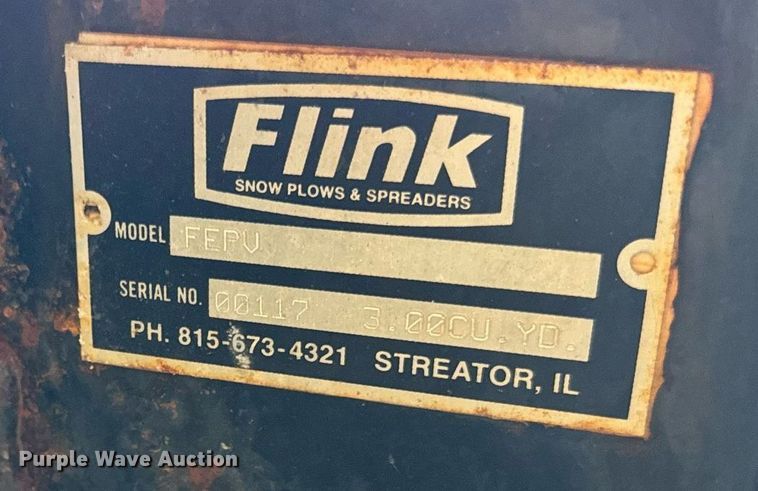 Flink
SNOW PLOWS & SPREADERS
MODEL FEPV
SERIAL NO. 00117 3.00CU.YD.
PH. 815-673-4321 STREATOR, IL
Purple Wave Auction